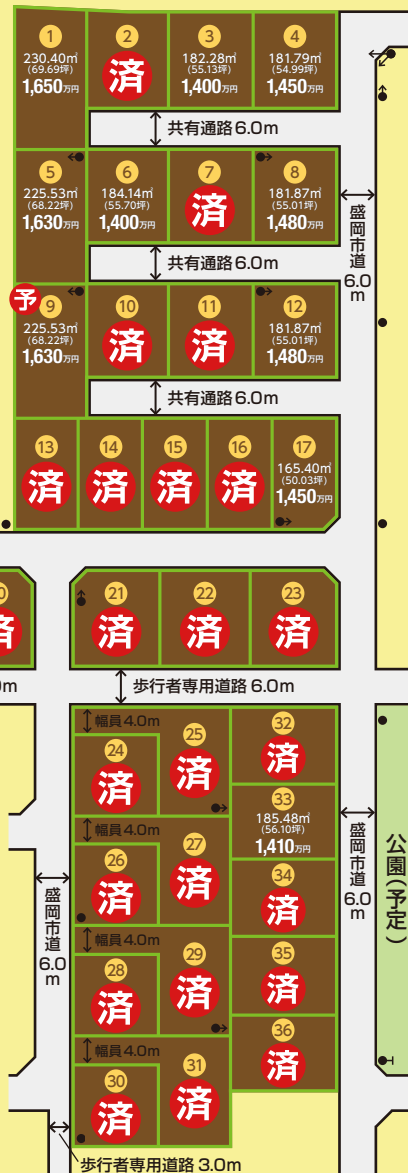 1
230.40㎡
(69.69坪)
1,650万円
2
済
3
182.28㎡
(55.13坪)
1,400万円
4
181.79㎡
(54.99坪)
1,450万円
共有通路6.0m
5
225.53㎡
(68.22坪)
1,630万円
6
184.14㎡
(55.70坪)
1,400万円
7
済
8
181.87㎡
(55.01坪)
1,480万円
盛岡市道6.0m
共有通路6.0m
予
9
225.53㎡
(68.22坪)
1,630万円
10
済
11
済
12
181.87㎡
(55.01坪)
1,480万円
共有通路6.0m
13
済
14
済
15
済
16
済
17
165.40㎡
(50.03坪)
1,450万円
済
21
済
22
済
23
済
歩行者専用道路 6.0m
幅員4.0m
24
済
25
済
32
済
33
185.48㎡
(56.10坪)
1,410万円
幅員4.0m
26
済
27
済
34
済
盛岡市道6.0m
公園(予定)
盛岡市道6.0m
幅員4.0m
28
済
29
済
35
済
幅員4.0m
30
済
31
済
36
済
歩行者専用道路 3.0m